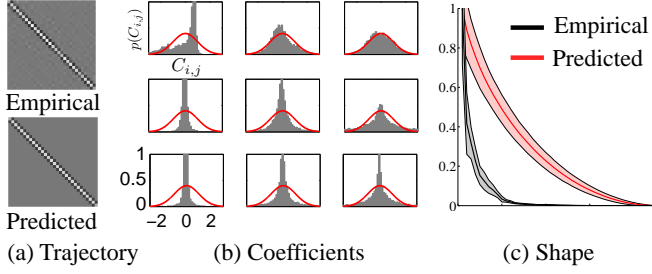 Empirical
Predicted
(a) Trajectory
p(C_{i,j})
C_{i,j}
1
0.5
0
−2 0 2
(b) Coefficients
1
0.8
0.6
0.4
0.2
0
Empirical
Predicted
(c) Shape